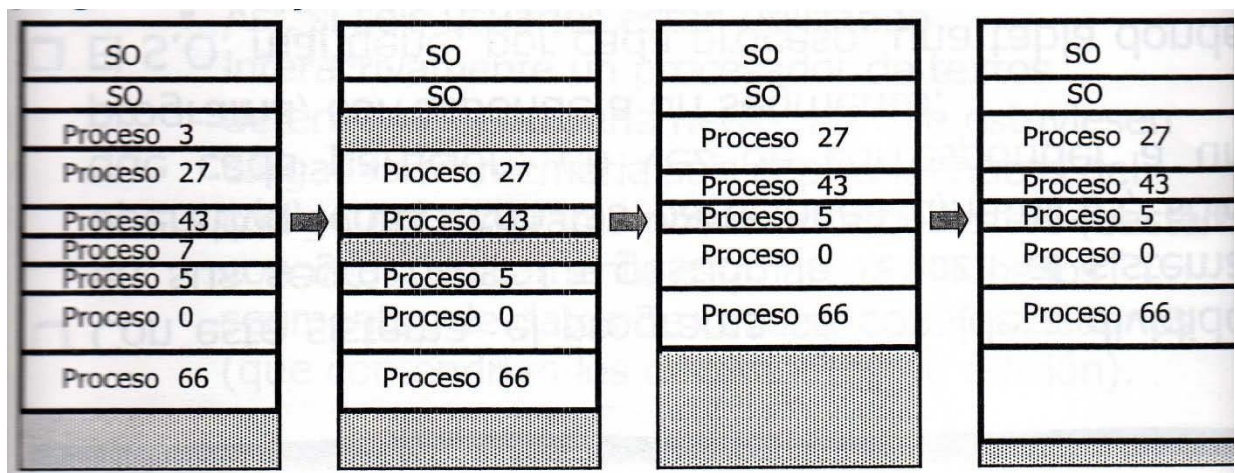 SO
SO
Proceso 3
Proceso 27
Proceso 43
Proceso 7
Proceso 5
Proceso 0
Proceso 66
SO
SO
Proceso 27
Proceso 43
Proceso 5
Proceso 0
Proceso 66
SO
SO
Proceso 27
Proceso 43
Proceso 5
Proceso 0
Proceso 66
SO
SO
Proceso 27
Proceso 43
Proceso 5
Proceso 0
Proceso 66